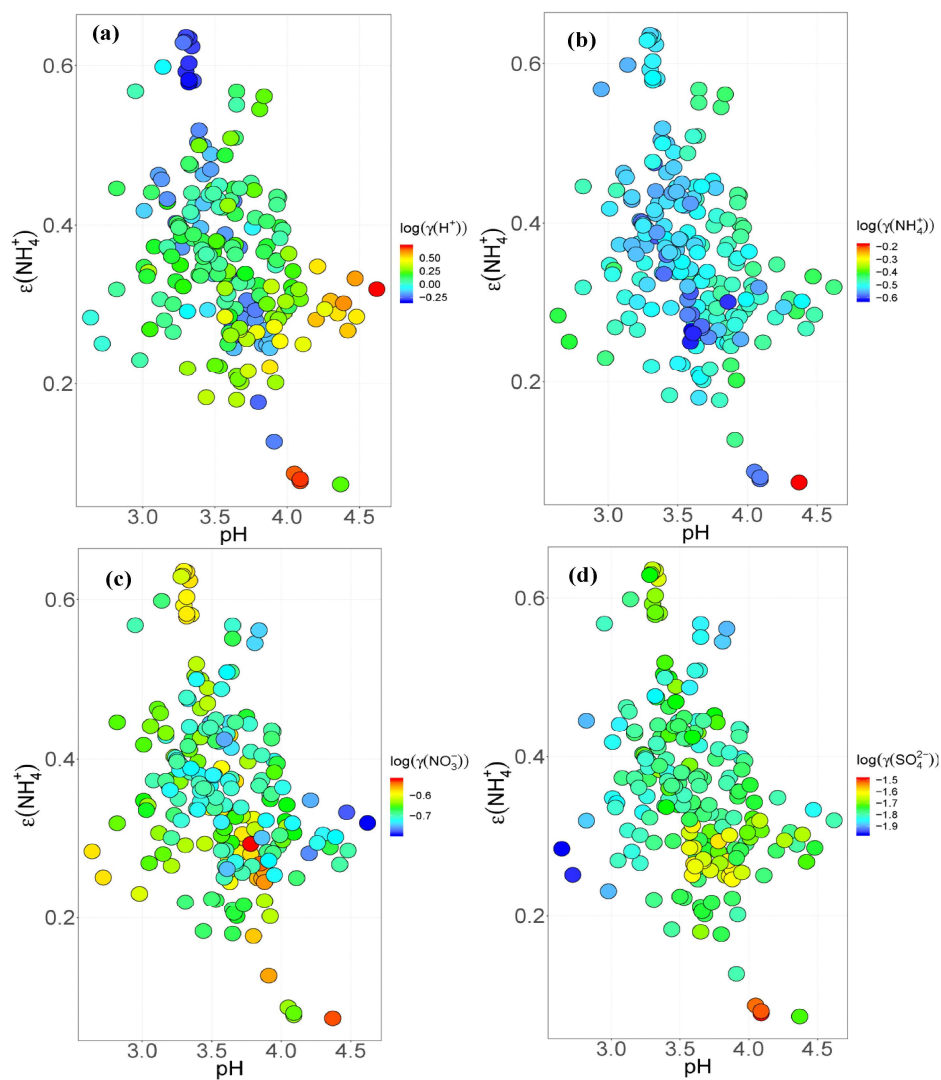 (a)
0.6
0.4
0.2
ε(NH₄⁺)
3.0 3.5 4.0 4.5
pH
log(γ(H⁺))
0.50
0.25
0.00
−0.25
(b)
0.6
0.4
0.2
ε(NH₄⁺)
3.0 3.5 4.0 4.5
pH
log(γ(NH₄⁺))
−0.2
−0.3
−0.4
−0.5
−0.6
(c)
0.6
0.4
0.2
ε(NH₄⁺)
3.0 3.5 4.0 4.5
pH
log(γ(NO₃⁻))
−0.6
−0.7
(d)
0.6
0.4
0.2
ε(NH₄⁺)
3.0 3.5 4.0 4.5
pH
log(γ(SO₄²⁻))
−1.5
−1.6
−1.7
−1.8
−1.9